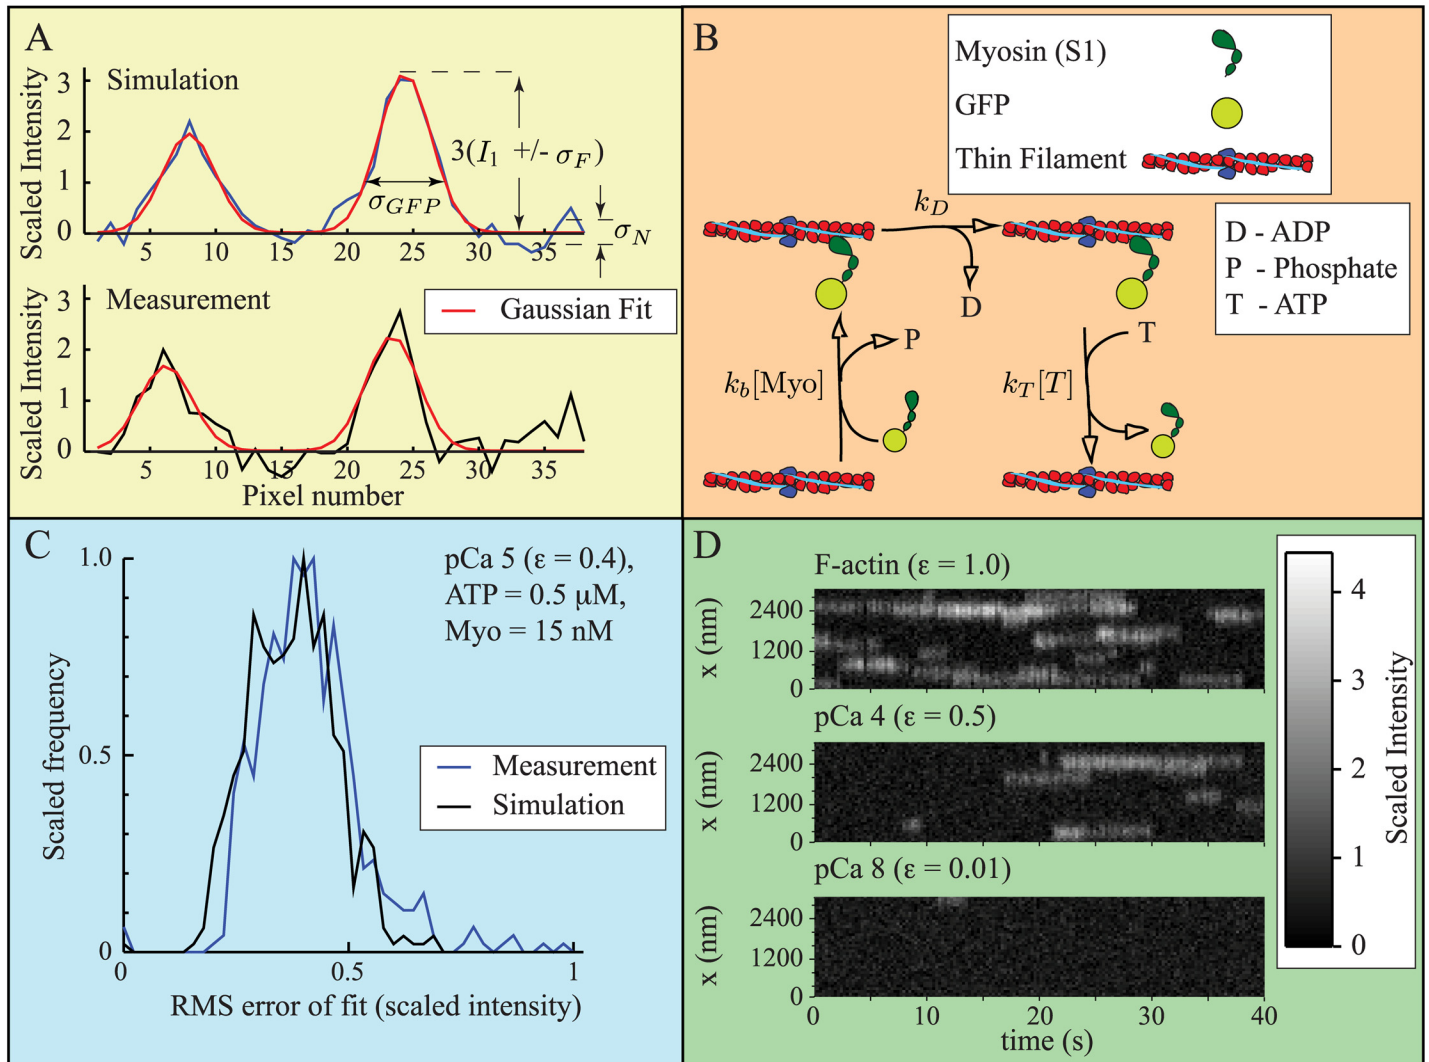 A
Scaled Intensity
3
2
1
0
Simulation
3(I1 +/- σF)
σGFP
σN
5 10 15 20 25 30 35
Scaled Intensity
3
2
1
0
Measurement
Gaussian Fit
5 10 15 20 25 30 35
Pixel number
B
Myosin (S1)
GFP
Thin Filament
kD
D
D - ADP
P - Phosphate
T - ATP
P
T
kb[Myo]
kT[T]
C
Scaled frequency
1.0
0.5
0
pCa 5 (ε = 0.4),
ATP = 0.5 μM,
Myo = 15 nM
Measurement
Simulation
0 0.5 1
RMS error of fit (scaled intensity)
D
F-actin (ε = 1.0)
x (nm)
2400
1200
0
pCa 4 (ε = 0.5)
x (nm)
2400
1200
0
pCa 8 (ε = 0.01)
x (nm)
2400
1200
0
0 10 20 30 40
time (s)
4
3
2
1
0
Scaled Intensity